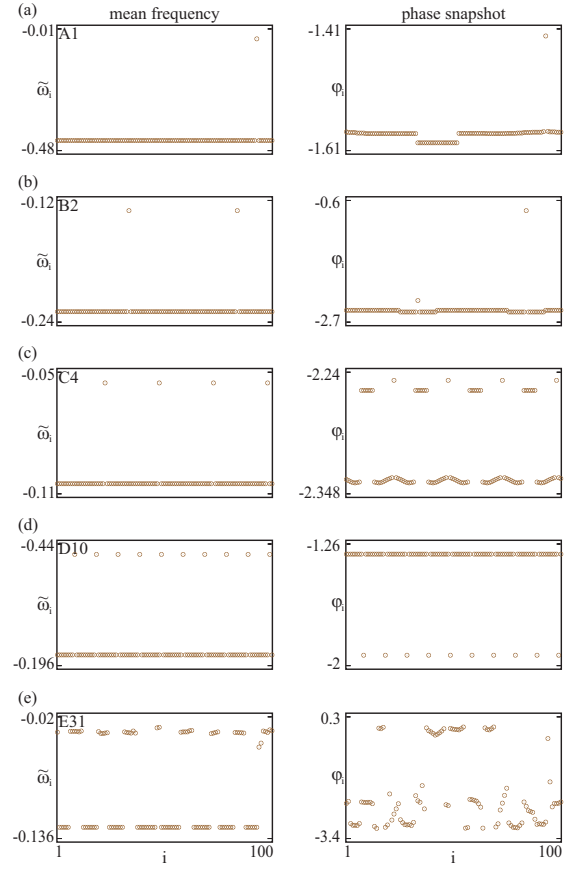 mean frequency phase snapshot
(a)
-0.01 A1 -1.41
ω̃i φi
-0.48 -1.61
(b)
-0.12 B2 -0.6
ω̃i φi
-0.24 -2.7
(c)
-0.05 C4 -2.24
ω̃i φi
-0.11 -2.348
(d)
-0.44 D10 -1.26
ω̃i φi
-0.196 -2
(e)
-0.02 E31 0.3
ω̃i φi
-0.136 -3.4
1 i 100 1 i 100